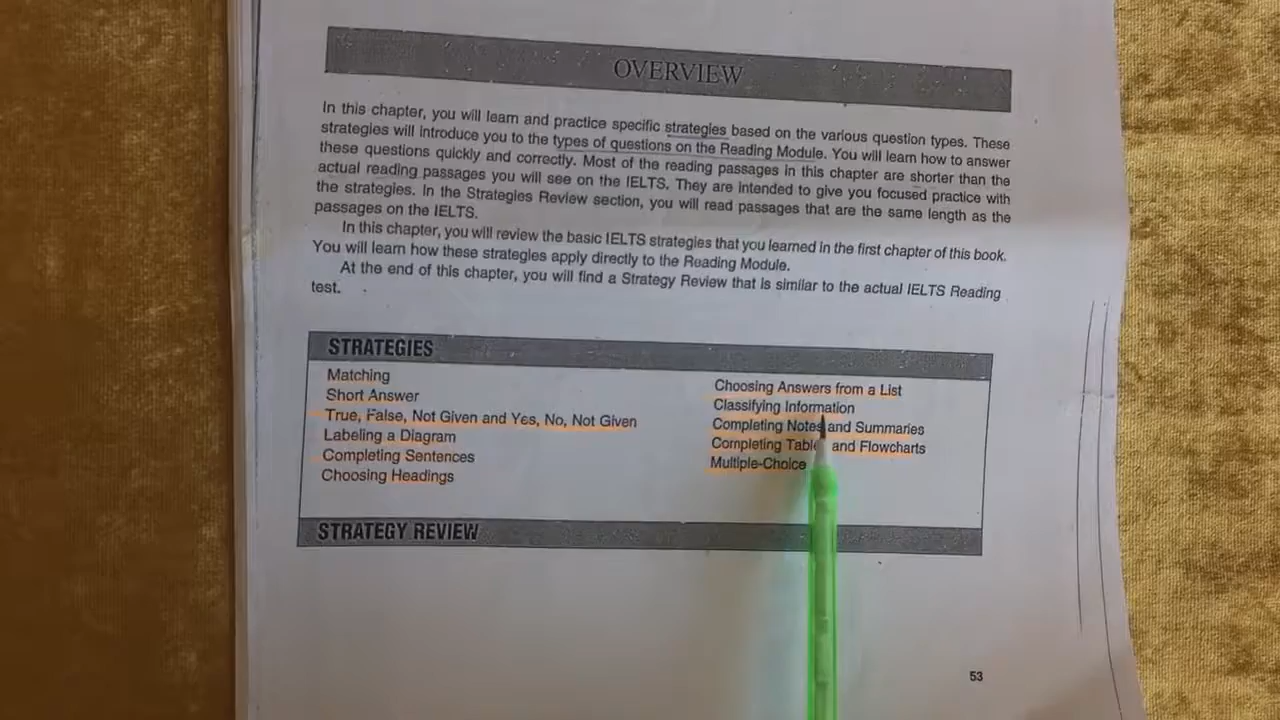 OVERVIEW
In this chapter, you will learn and practice specific strategies based on the various question types. These
strategies will introduce you to the types of questions on the Reading Module. You will learn how to answer
these questions quickly and correctly. Most of the reading passages in this chapter are shorter than the
actual reading passages you will see on the IELTS. They are intended to give you focused practice with
the strategies. In the Strategies Review section, you will read passages that are the same length as the
passages on the IELTS.
In this chapter, you will review the basic IELTS strategies that you learned in the first chapter of this book.
You will learn how these strategies apply directly to the Reading Module.
At the end of this chapter, you will find a Strategy Review that is similar to the actual IELTS Reading
test.
STRATEGIES
Matching
Short Answer
True, False, Not Given and Yes, No, Not Given
Labeling a Diagram
Completing Sentences
Choosing Headings
Choosing Answers from a List
Classifying Information
Completing Notes and Summaries
Completing and Flowcharts
Multiple-Choice
STRATEGY REVIEW
53